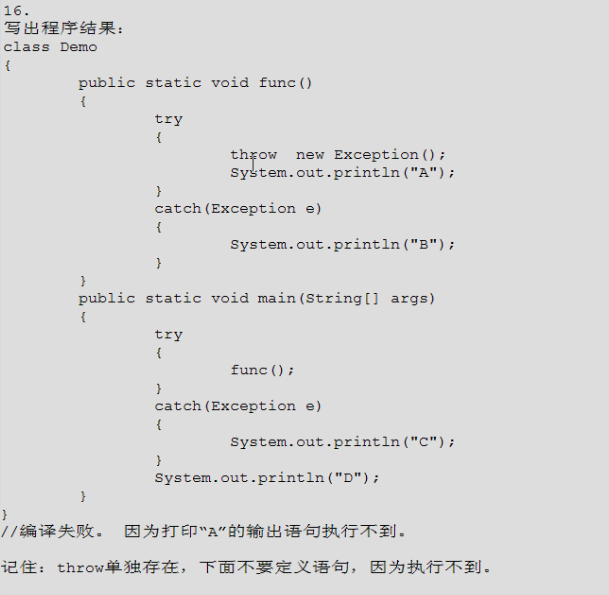 16.
写出程序结果：
class Demo
{
public static void func()
{
try
{
throw  new Exception();
System.out.println("A");
}
catch(Exception e)
{
System.out.println("B");
}
}
public static void main(String[] args)
{
try
{
func();
}
catch(Exception e)
{
System.out.println("C");
}
System.out.println("D");
}
}
//编译失败。 因为打印“A”的输出语句执行不到。
记住：throw单独存在，下面不要定义语句，因为执行不到。